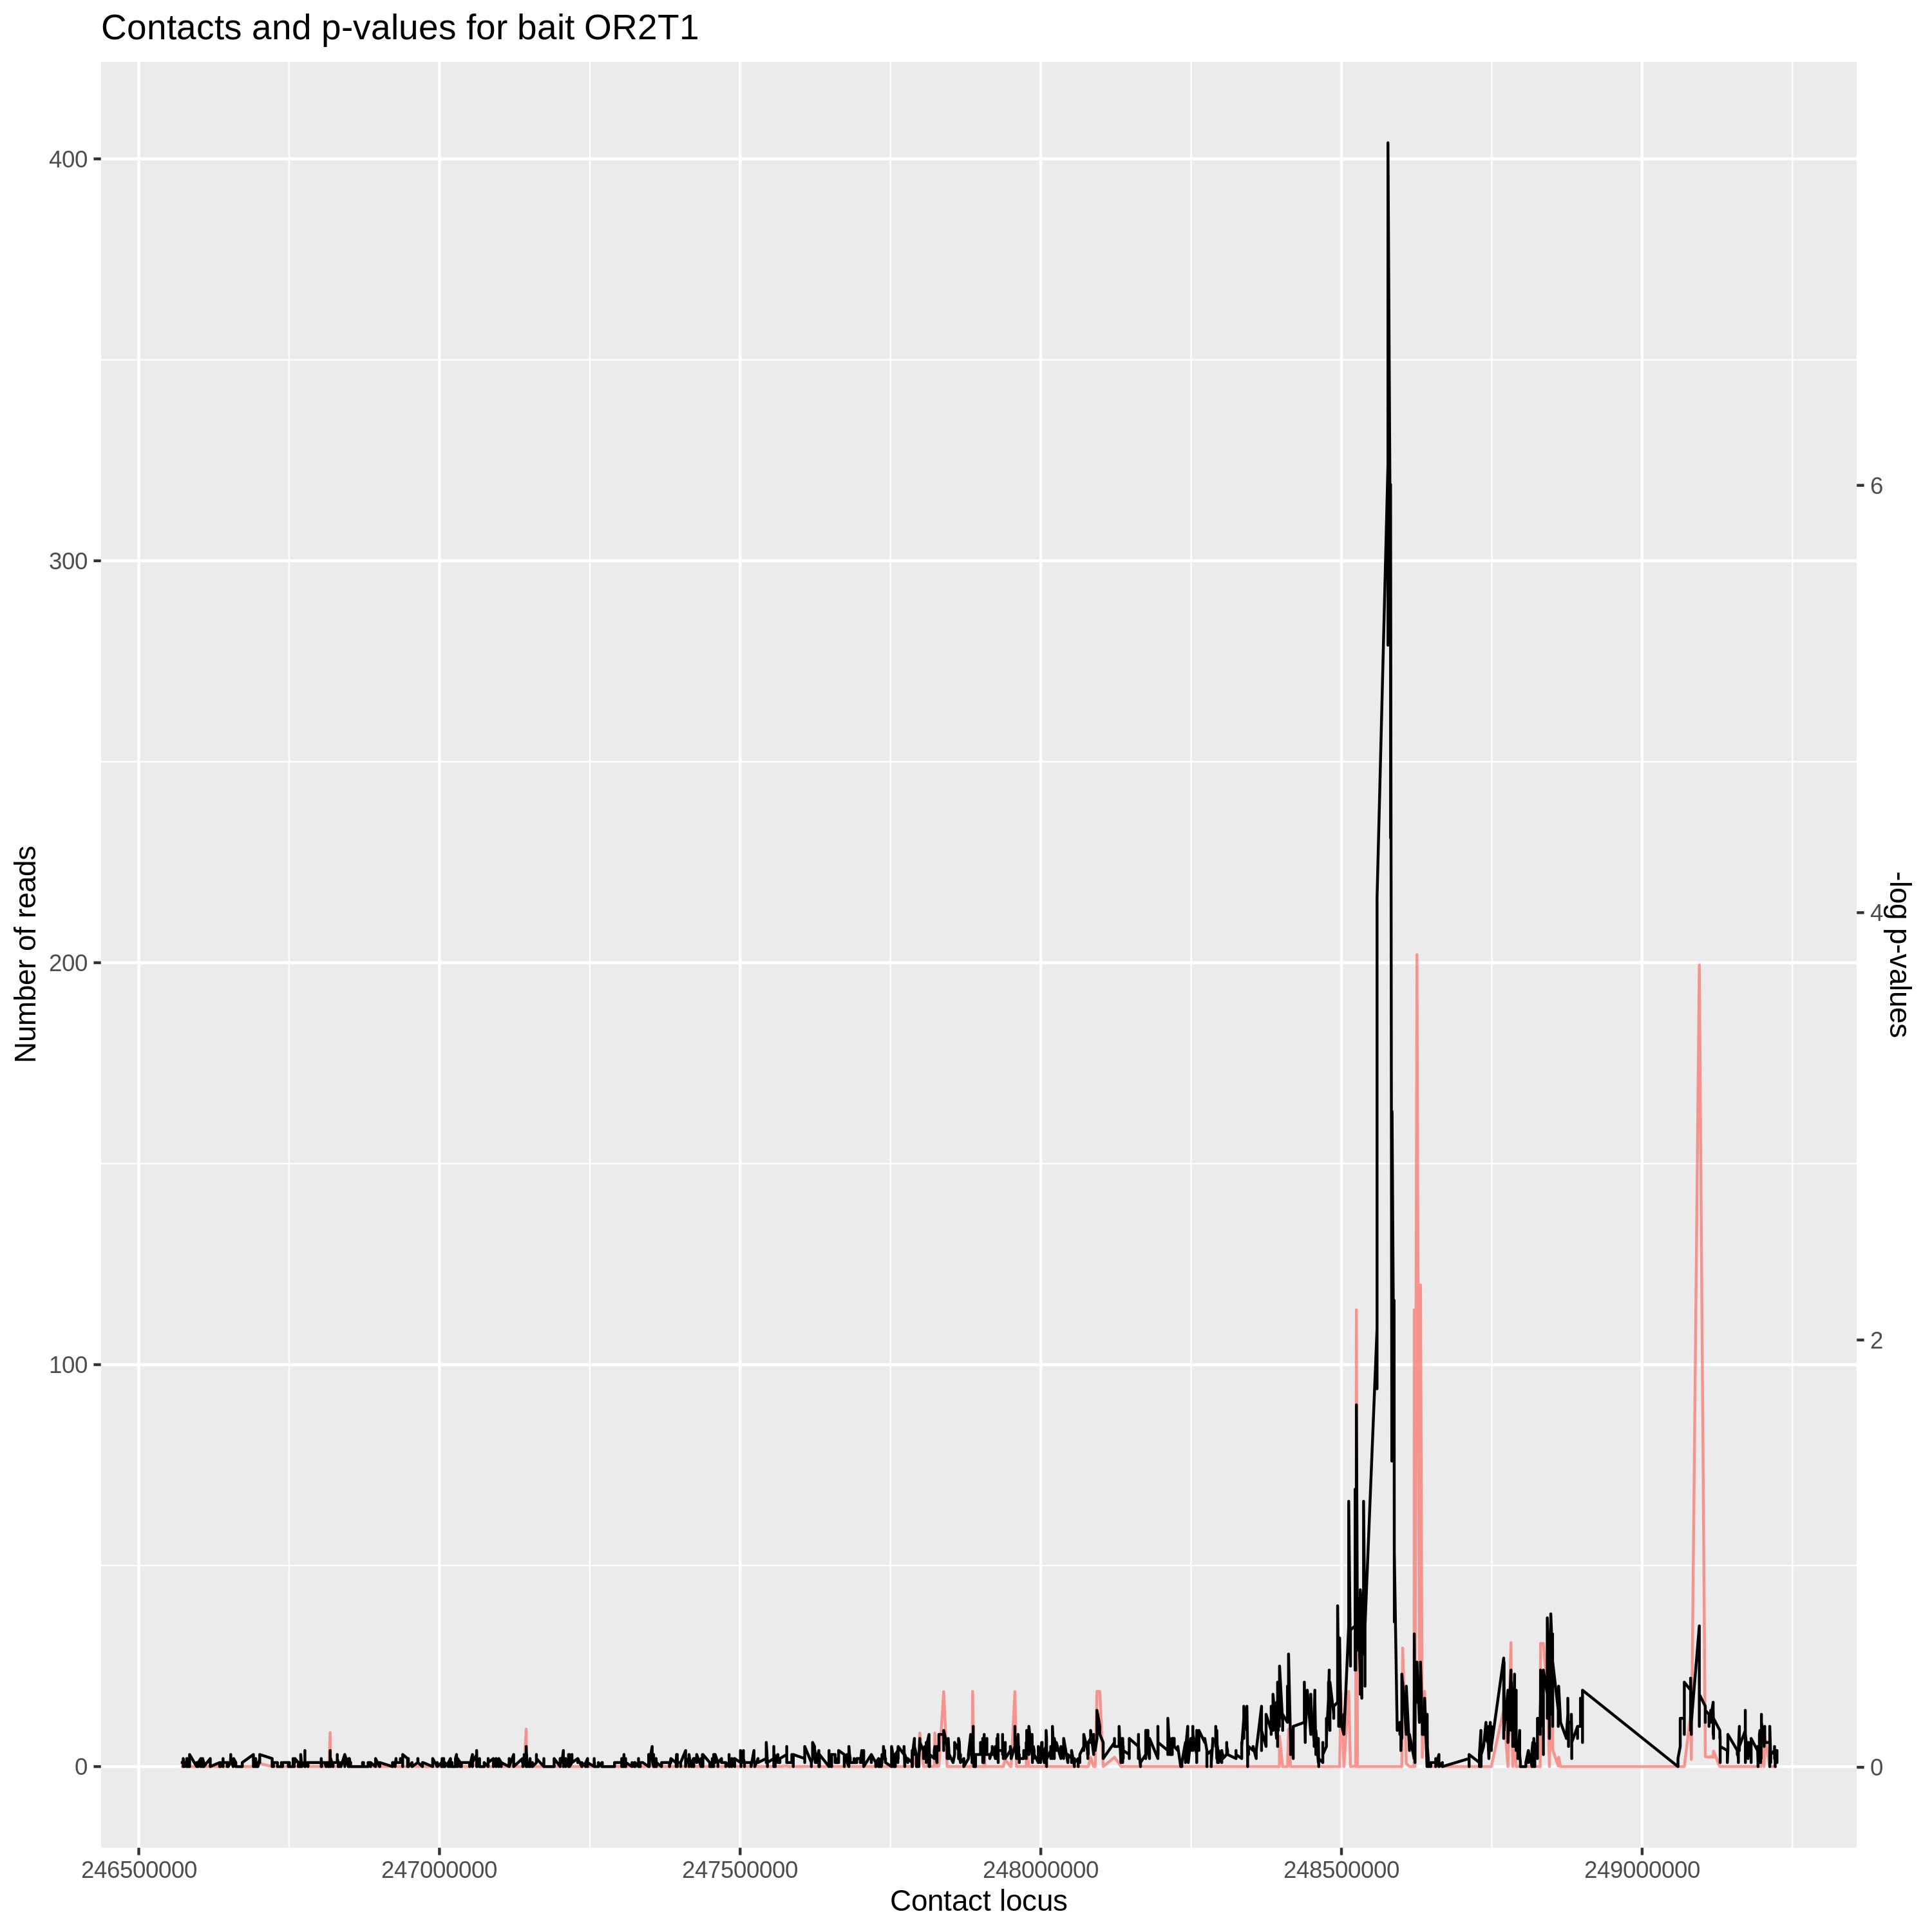 Contacts and p-values for bait OR2T1
400
300
200
100
0
Number of reads
6
4
2
0
-log p-values
246500000 247000000 247500000 248000000 248500000 249000000
Contact locus